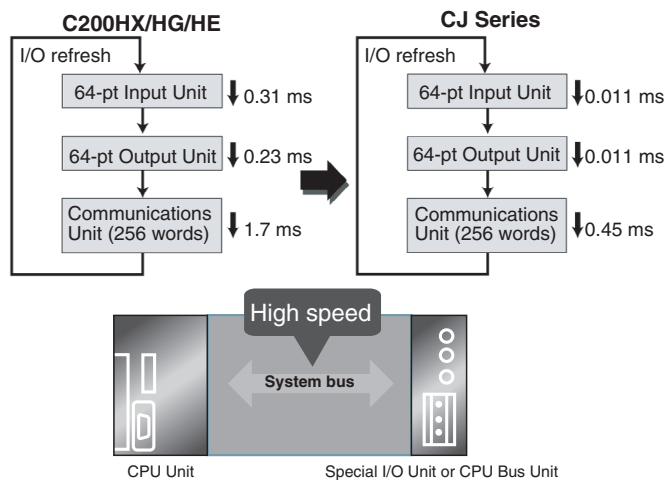 C200HX/HG/HE
I/O refresh
64-pt Input Unit
0.31 ms
64-pt Output Unit
0.23 ms
Communications
Unit (256 words)
1.7 ms
CJ Series
I/O refresh
64-pt Input Unit
0.011 ms
64-pt Output Unit
0.011 ms
Communications
Unit (256 words)
0.45 ms
High speed
System bus
CPU Unit
Special I/O Unit or CPU Bus Unit